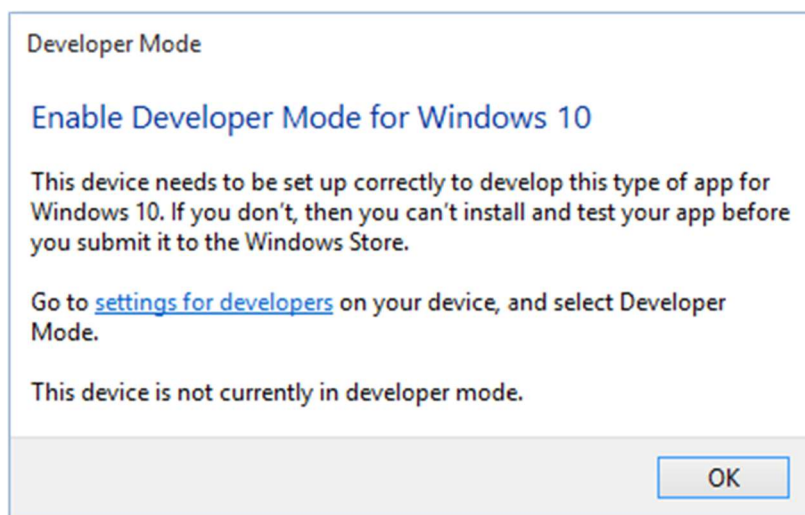 Developer Mode
Enable Developer Mode for Windows 10
This device needs to be set up correctly to develop this type of app for
Windows 10. If you don’t, then you can’t install and test your app before
you submit it to the Windows Store.
Go to settings for developers on your device, and select Developer
Mode.
This device is not currently in developer mode.
OK